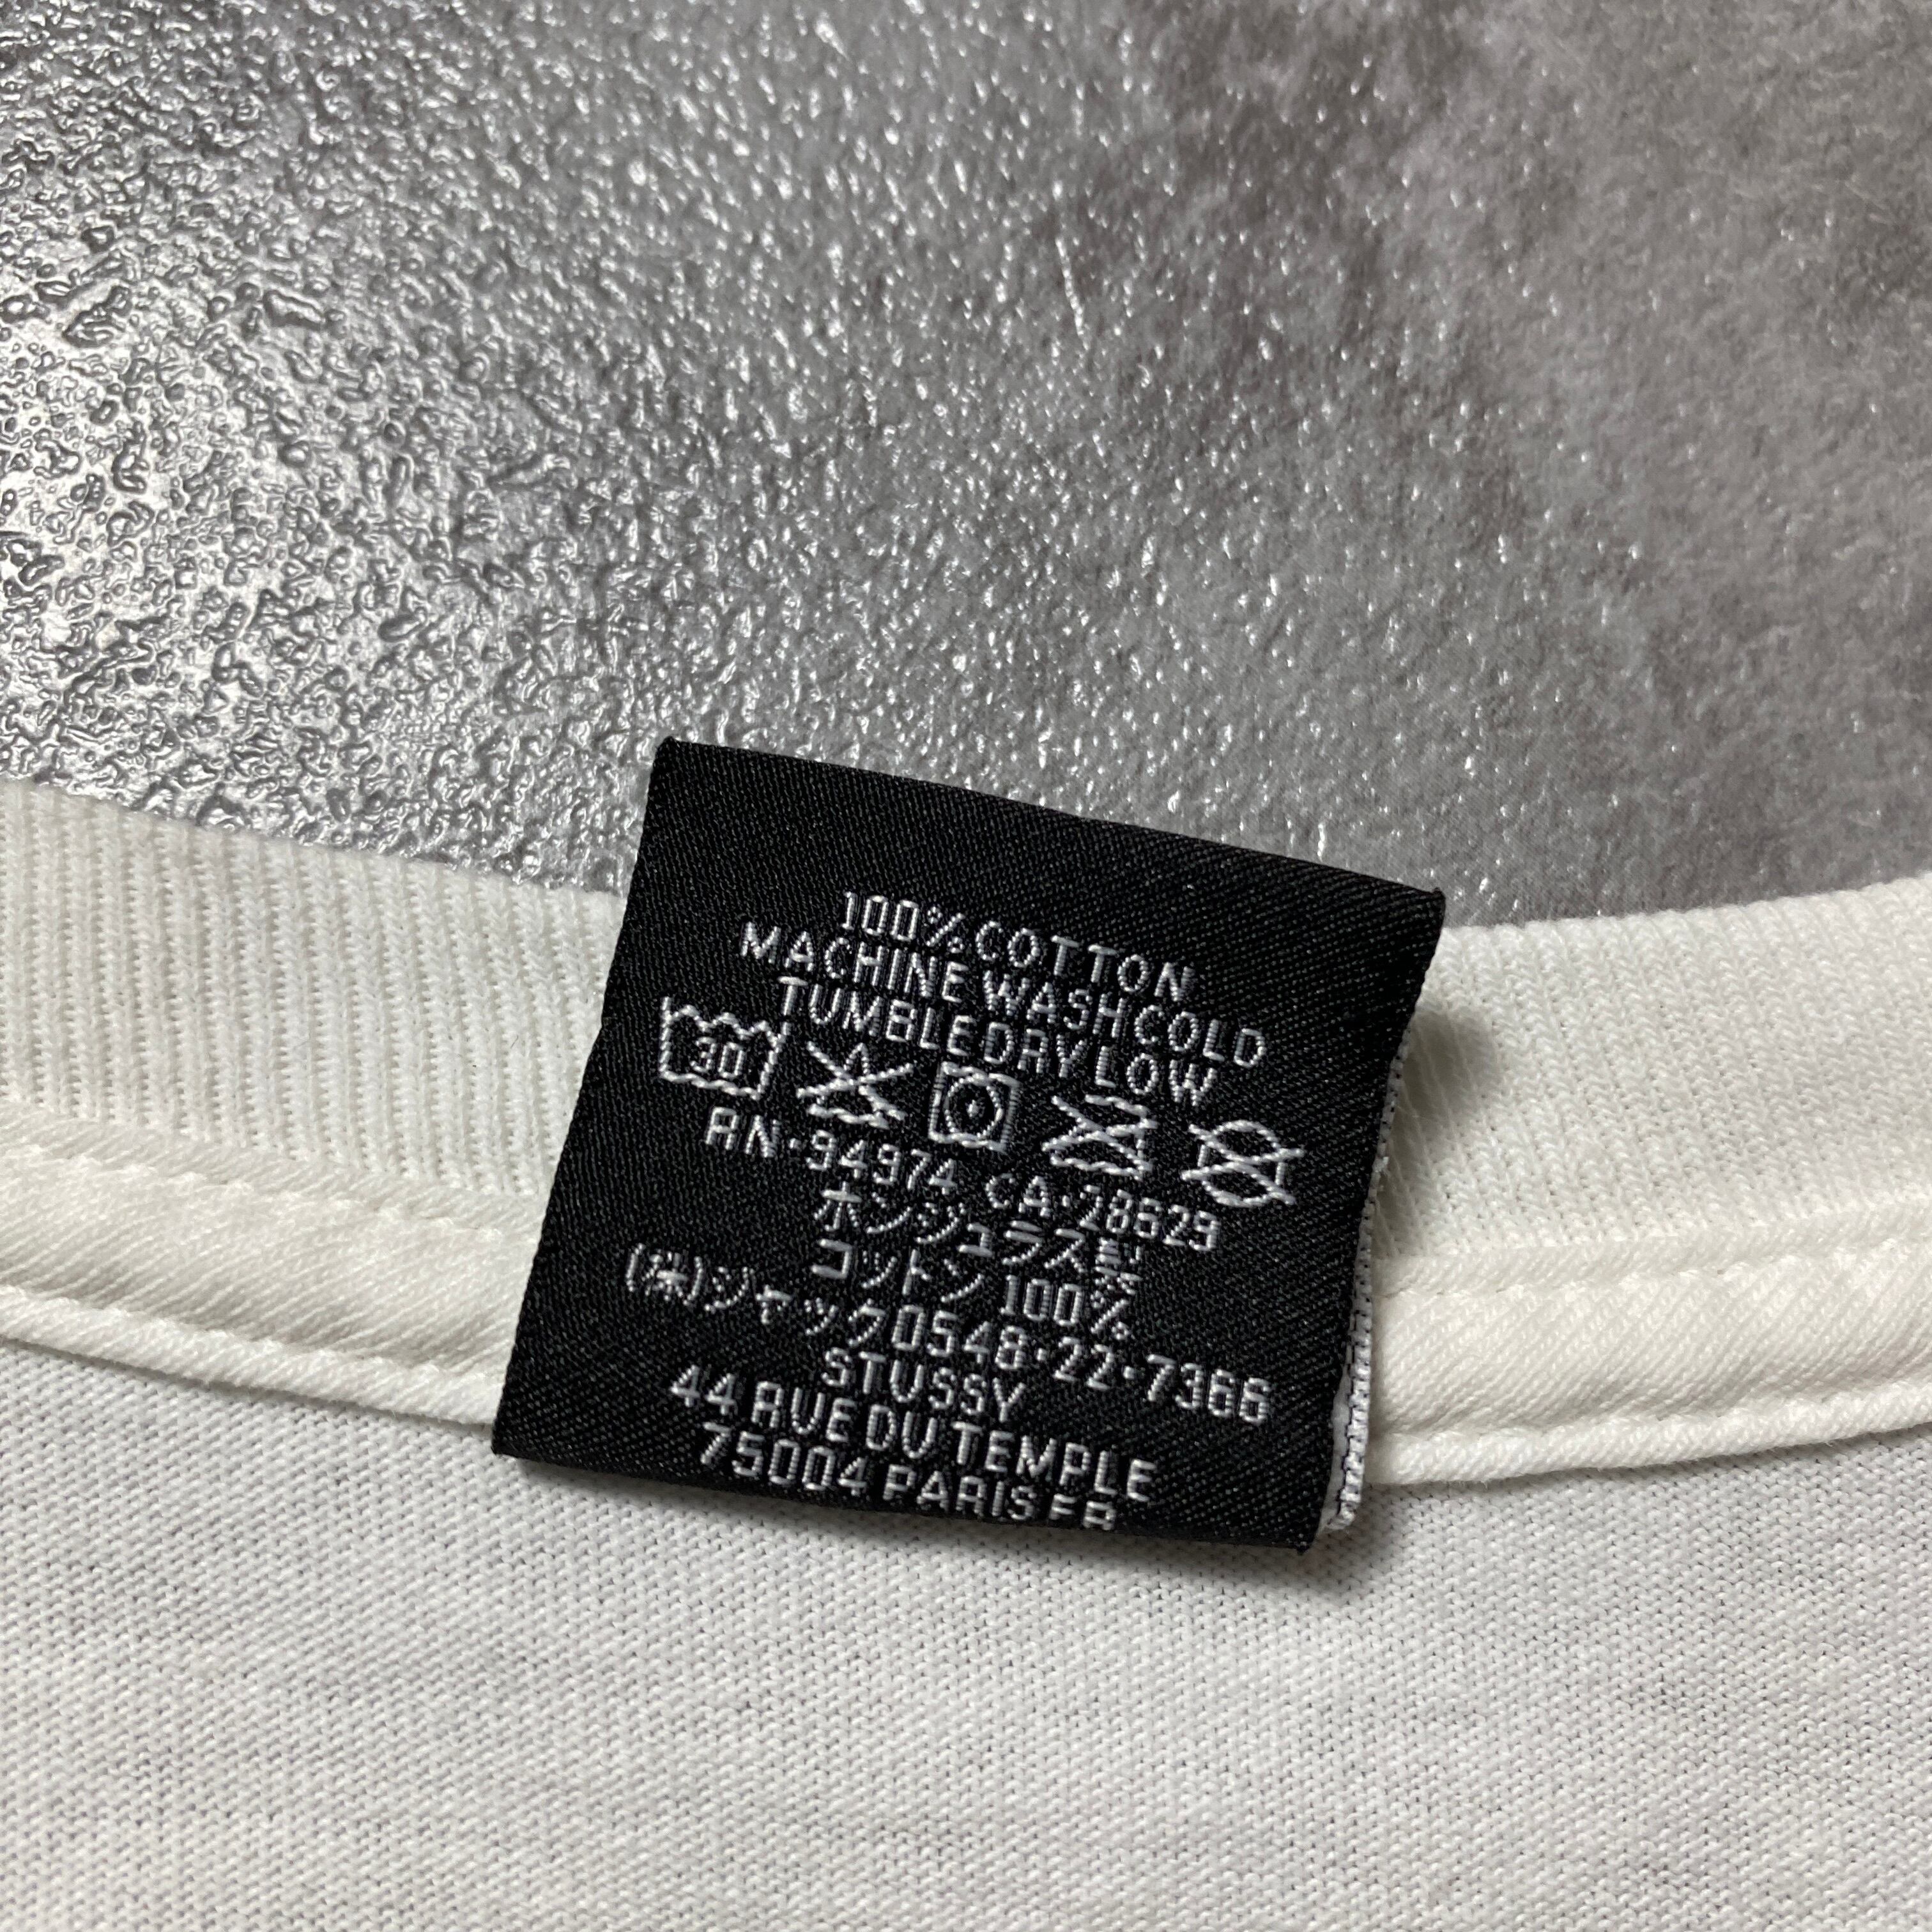 100% COTTON
MACHINE WASH COLD
TUMBLE DRY LOW
30
RN·94974 CA·28629
ホンジュラス製
コットン 100%
(株)ジャック0548·22·7366
STUSSY
44 RUE DU TEMPLE
75004 PARIS FR